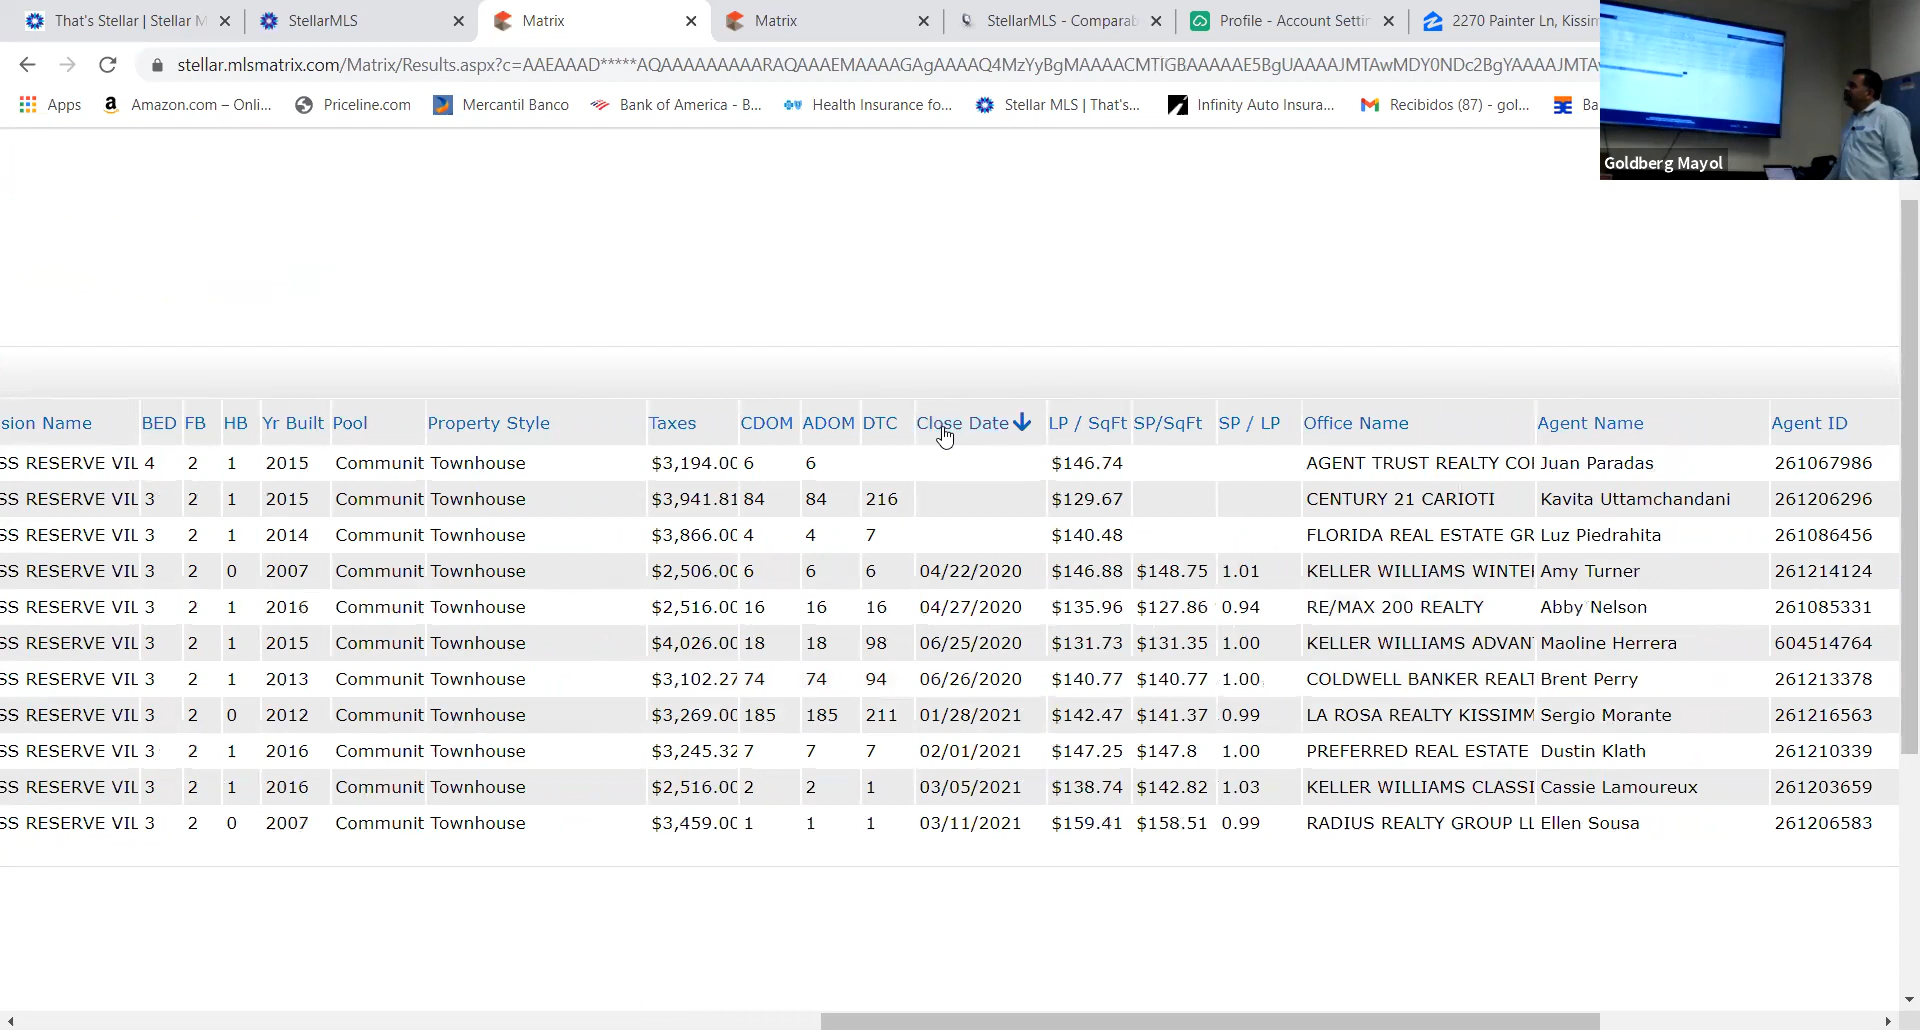 That's Stellar | Stellar M
StellarMLS
Matrix
Matrix
StellarMLS - Comparab
Profile - Account Settin
2270 Painter Ln, Kissim
stellar.mlsmatrix.com/Matrix/Results.aspx?c=AAEAAAD*****AQAAAAAAAAARAQAAAEMAAAAGAgAAAAQ4MzYyBgMAAAACMTIGBAAAAAE5BgUAAAAJMTAwMDY0NDc2BgYAAAAJMTA
Apps
Amazon.com – Onli...
Priceline.com
Mercantil Banco
Bank of America - B...
Health Insurance fo...
Stellar MLS | That's...
Infinity Auto Insura...
Recibidos (87) - gol...
Ba
Goldberg Mayol
sion Name BED FB HB Yr Built Pool Property Style Taxes CDOM ADOM DTC Close Date LP / SqFt SP/SqFt SP / LP Office Name Agent Name Agent ID
SS RESERVE VIL 4 2 1 2015 Communit Townhouse $3,194.00 6 6 $146.74 AGENT TRUST REALTY COI Juan Paradas 261067986
SS RESERVE VIL 3 2 1 2015 Communit Townhouse $3,941.81 84 84 216 $129.67 CENTURY 21 CARIOTI Kavita Uttamchandani 261206296
SS RESERVE VIL 3 2 1 2014 Communit Townhouse $3,866.00 4 4 7 $140.48 FLORIDA REAL ESTATE GR Luz Piedrahita 261086456
SS RESERVE VIL 3 2 0 2007 Communit Townhouse $2,506.00 6 6 6 04/22/2020 $146.88 $148.75 1.01 KELLER WILLIAMS WINTE Amy Turner 261214124
SS RESERVE VIL 3 2 1 2016 Communit Townhouse $2,516.00 16 16 16 04/27/2020 $135.96 $127.86 0.94 RE/MAX 200 REALTY Abby Nelson 261085331
SS RESERVE VIL 3 2 1 2015 Communit Townhouse $4,026.00 18 18 98 06/25/2020 $131.73 $131.35 1.00 KELLER WILLIAMS ADVAN Maoline Herrera 604514764
SS RESERVE VIL 3 2 1 2013 Communit Townhouse $3,102.27 74 74 94 06/26/2020 $140.77 $140.77 1.00 COLDWELL BANKER REALT Brent Perry 261213378
SS RESERVE VIL 3 2 0 2012 Communit Townhouse $3,269.00 185 185 211 01/28/2021 $142.47 $141.37 0.99 LA ROSA REALTY KISSIMM Sergio Morante 261216563
SS RESERVE VIL 3 2 1 2016 Communit Townhouse $3,245.32 7 7 7 02/01/2021 $147.25 $147.8 1.00 PREFERRED REAL ESTATE Dustin Klath 261210339
SS RESERVE VIL 3 2 1 2016 Communit Townhouse $2,516.00 2 2 1 03/05/2021 $138.74 $142.82 1.03 KELLER WILLIAMS CLASSI Cassie Lamoureux 261203659
SS RESERVE VIL 3 2 0 2007 Communit Townhouse $3,459.00 1 1 1 03/11/2021 $159.41 $158.51 0.99 RADIUS REALTY GROUP LL Ellen Sousa 261206583